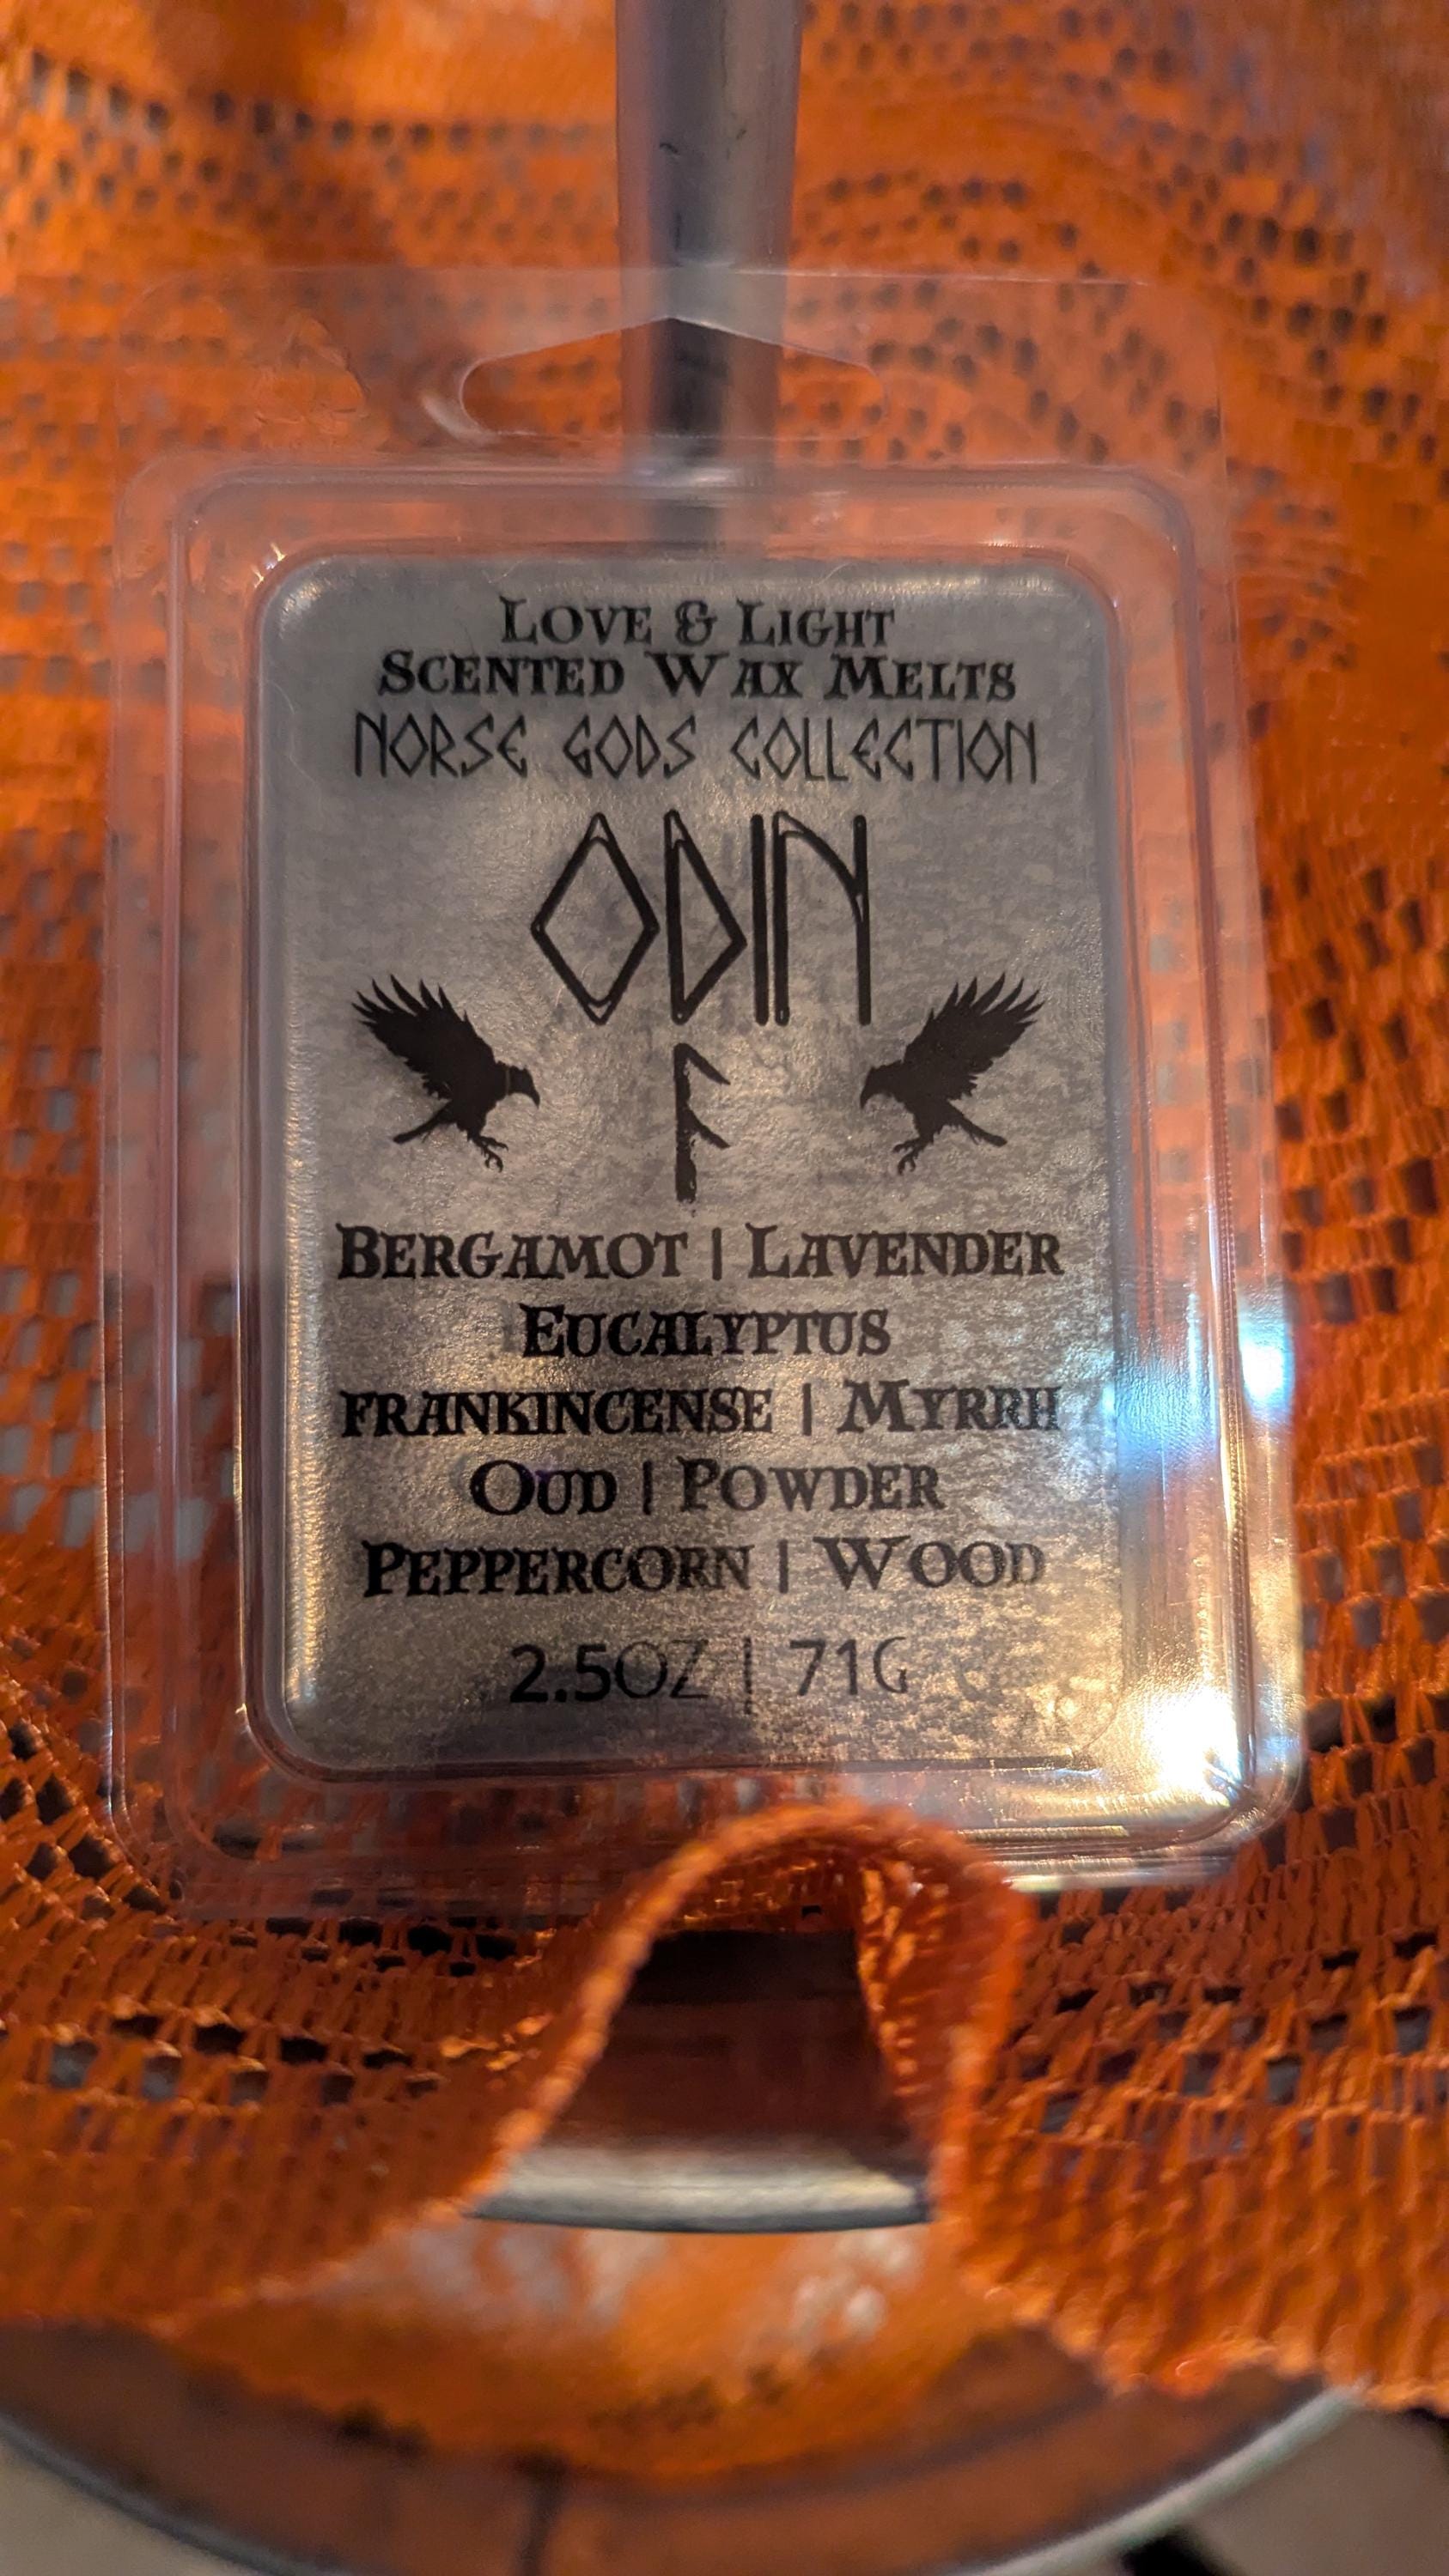 LOVE & LIGHT
SCENTED WAX MELTS
NORSE GODS COLLECTION
ODIN
ᚨ
BERGAMOT | LAVENDER
EUCALYPTUS
FRANKINCENSE | MYRRH
OUD | POWDER
PEPPERCORN | WOOD
2.5OZ | 71G